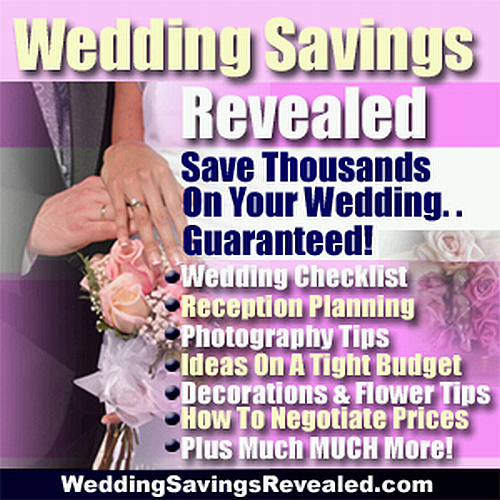 Wedding Savings
Revealed
Save Thousands
On Your Wedding. .
Guaranteed!
Wedding Checklist
Reception Planning
Photography Tips
Ideas On A Tight Budget
Decorations & Flower Tips
How To Negotiate Prices
Plus Much MUCH More!
WeddingSavingsRevealed.com